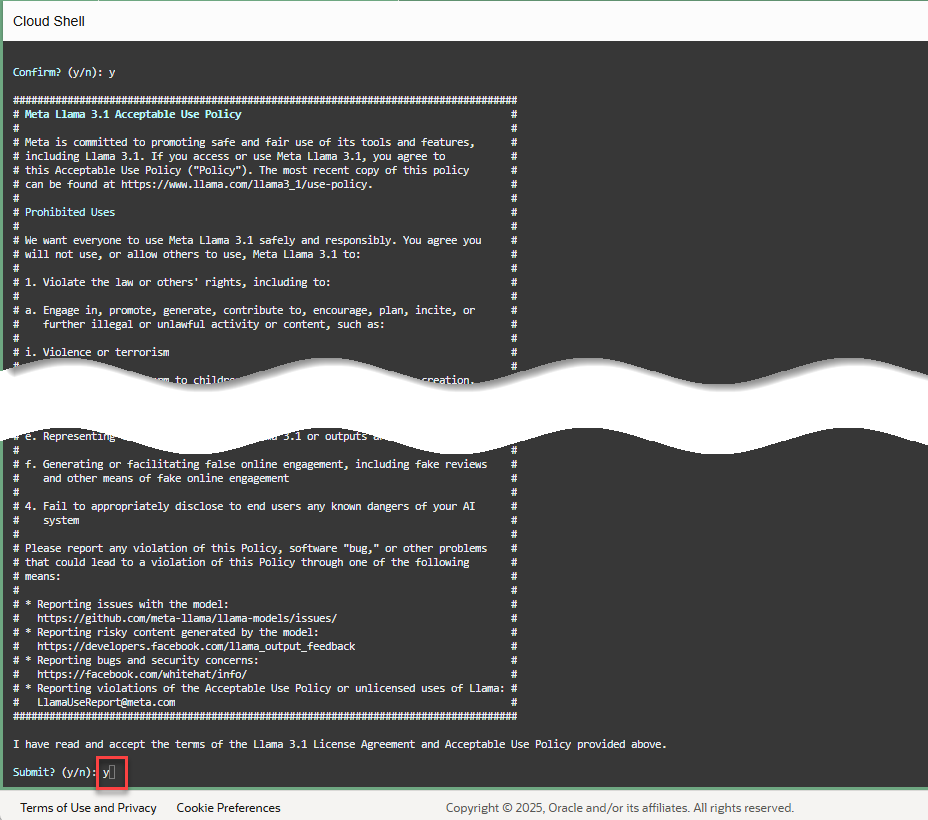 Cloud Shell
Confirm? (y/n): y
####################################################################################
# Meta Llama 3.1 Acceptable Use Policy #
# #
# Meta is committed to promoting safe and fair use of its tools and features, #
# including Llama 3.1. If you access or use Meta Llama 3.1, you agree to #
# this Acceptable Use Policy ("Policy"). The most recent copy of this policy #
# can be found at https://www.llama.com/llama3_1/use-policy. #
# #
# Prohibited Uses #
# #
# We want everyone to use Meta Llama 3.1 safely and responsibly. You agree you #
# will not use, or allow others to use, Meta Llama 3.1 to: #
# #
# 1. Violate the law or others' rights, including to: #
# #
# a. Engage in, promote, generate, contribute to, encourage, plan, incite, or #
# further illegal or unlawful activity or content, such as: #
# #
# i. Violence or terrorism #
# #
to children creation, #
# e. Representing 3.1 or outputs
# #
# f. Generating or facilitating false online engagement, including fake reviews #
# and other means of fake online engagement #
# #
# 4. Fail to appropriately disclose to end users any known dangers of your AI #
# system #
# #
# Please report any violation of this Policy, software "bug," or other problems #
# that could lead to a violation of this Policy through one of the following #
# means: #
# #
# * Reporting issues with the model: #
# https://github.com/meta-llama/llama-models/issues/ #
# * Reporting risky content generated by the model: #
# https://developers.facebook.com/llama_output_feedback #
# * Reporting bugs and security concerns: #
# https://facebook.com/whitehat/info/ #
# * Reporting violations of the Acceptable Use Policy or unlicensed uses of Llama: #
# LlamaUseReport@meta.com #
####################################################################################
I have read and accept the terms of the Llama 3.1 License Agreement and Acceptable Use Policy provided above.
Submit? (y/n): y
Terms of Use and Privacy Cookie Preferences Copyright © 2025, Oracle and/or its affiliates. All rights reserved.